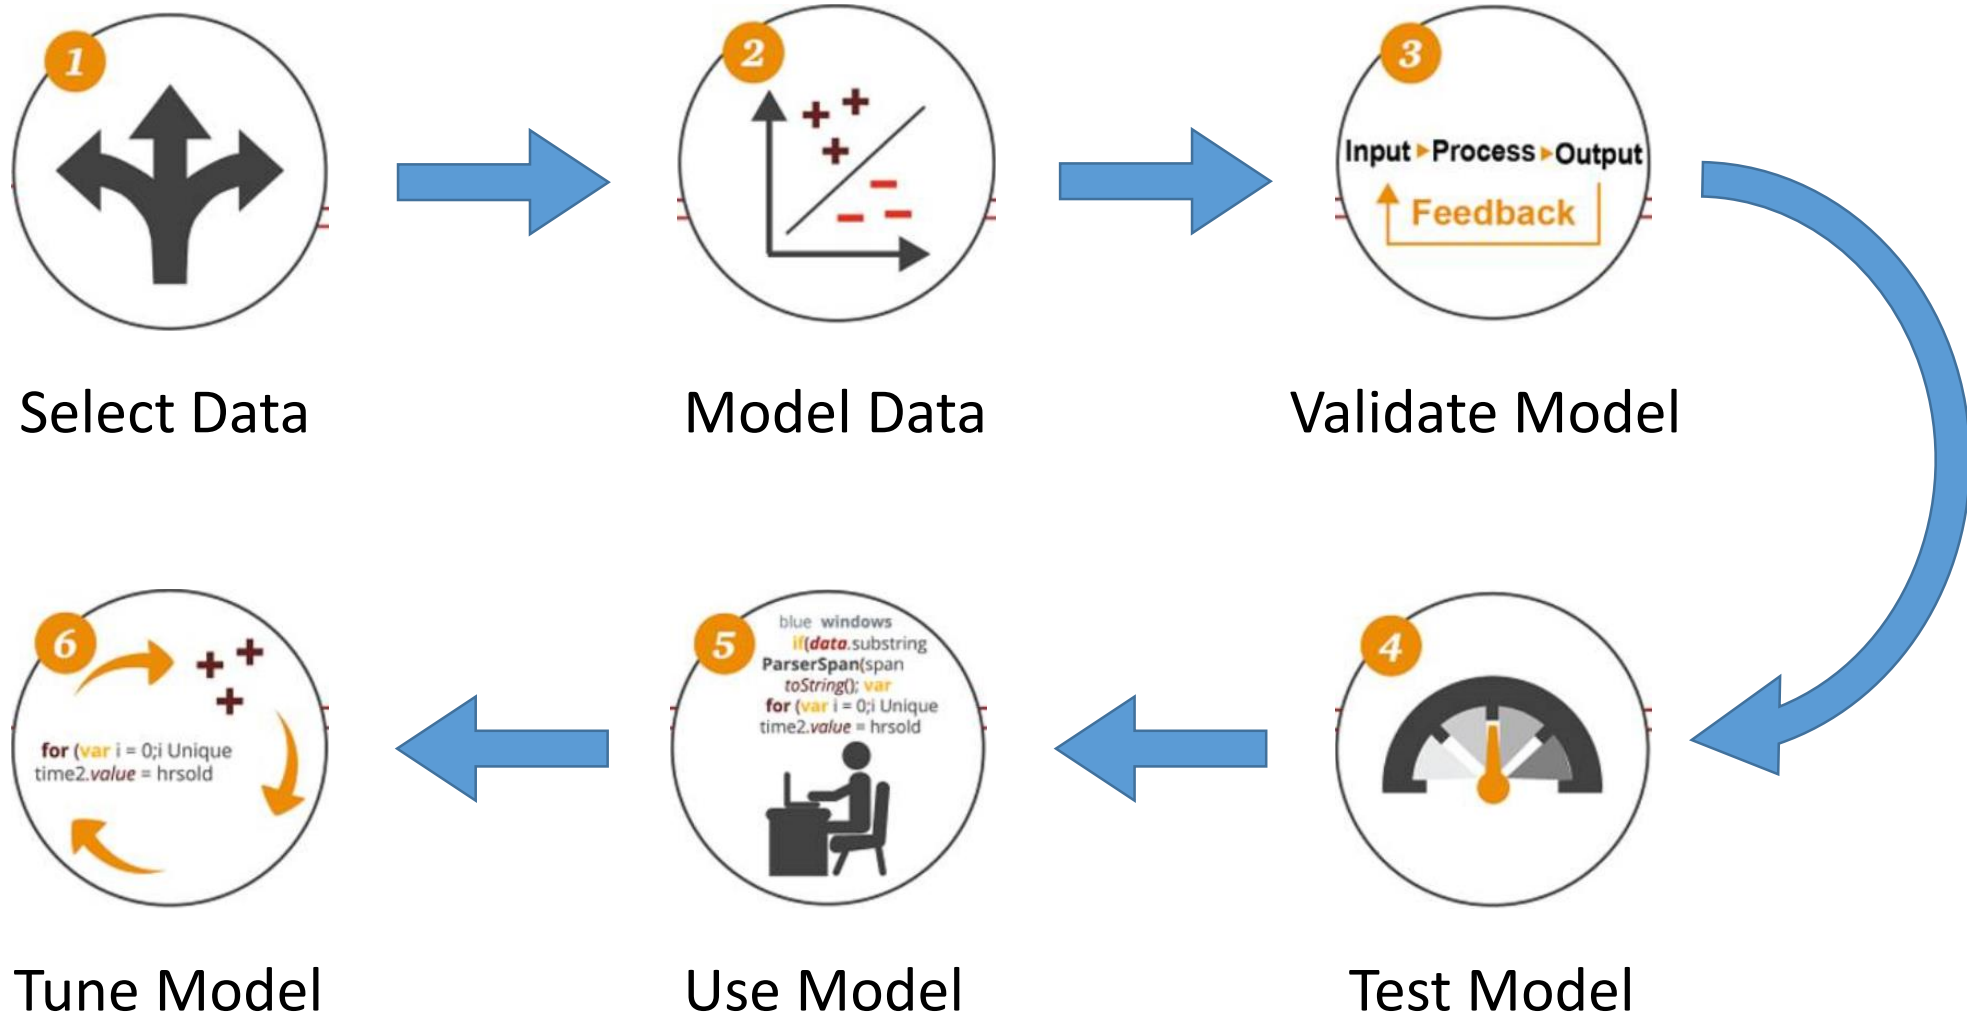 1
2
3
Input Process Output
Feedback
Select Data
Model Data
Validate Model
6
for (var i = 0;i Unique
time2.value = hrsold
5
blue windows
if(data.substring
ParserSpan(span
toString(); var
for (var i = 0;i Unique
time2.value = hrsold
4
Tune Model
Use Model
Test Model